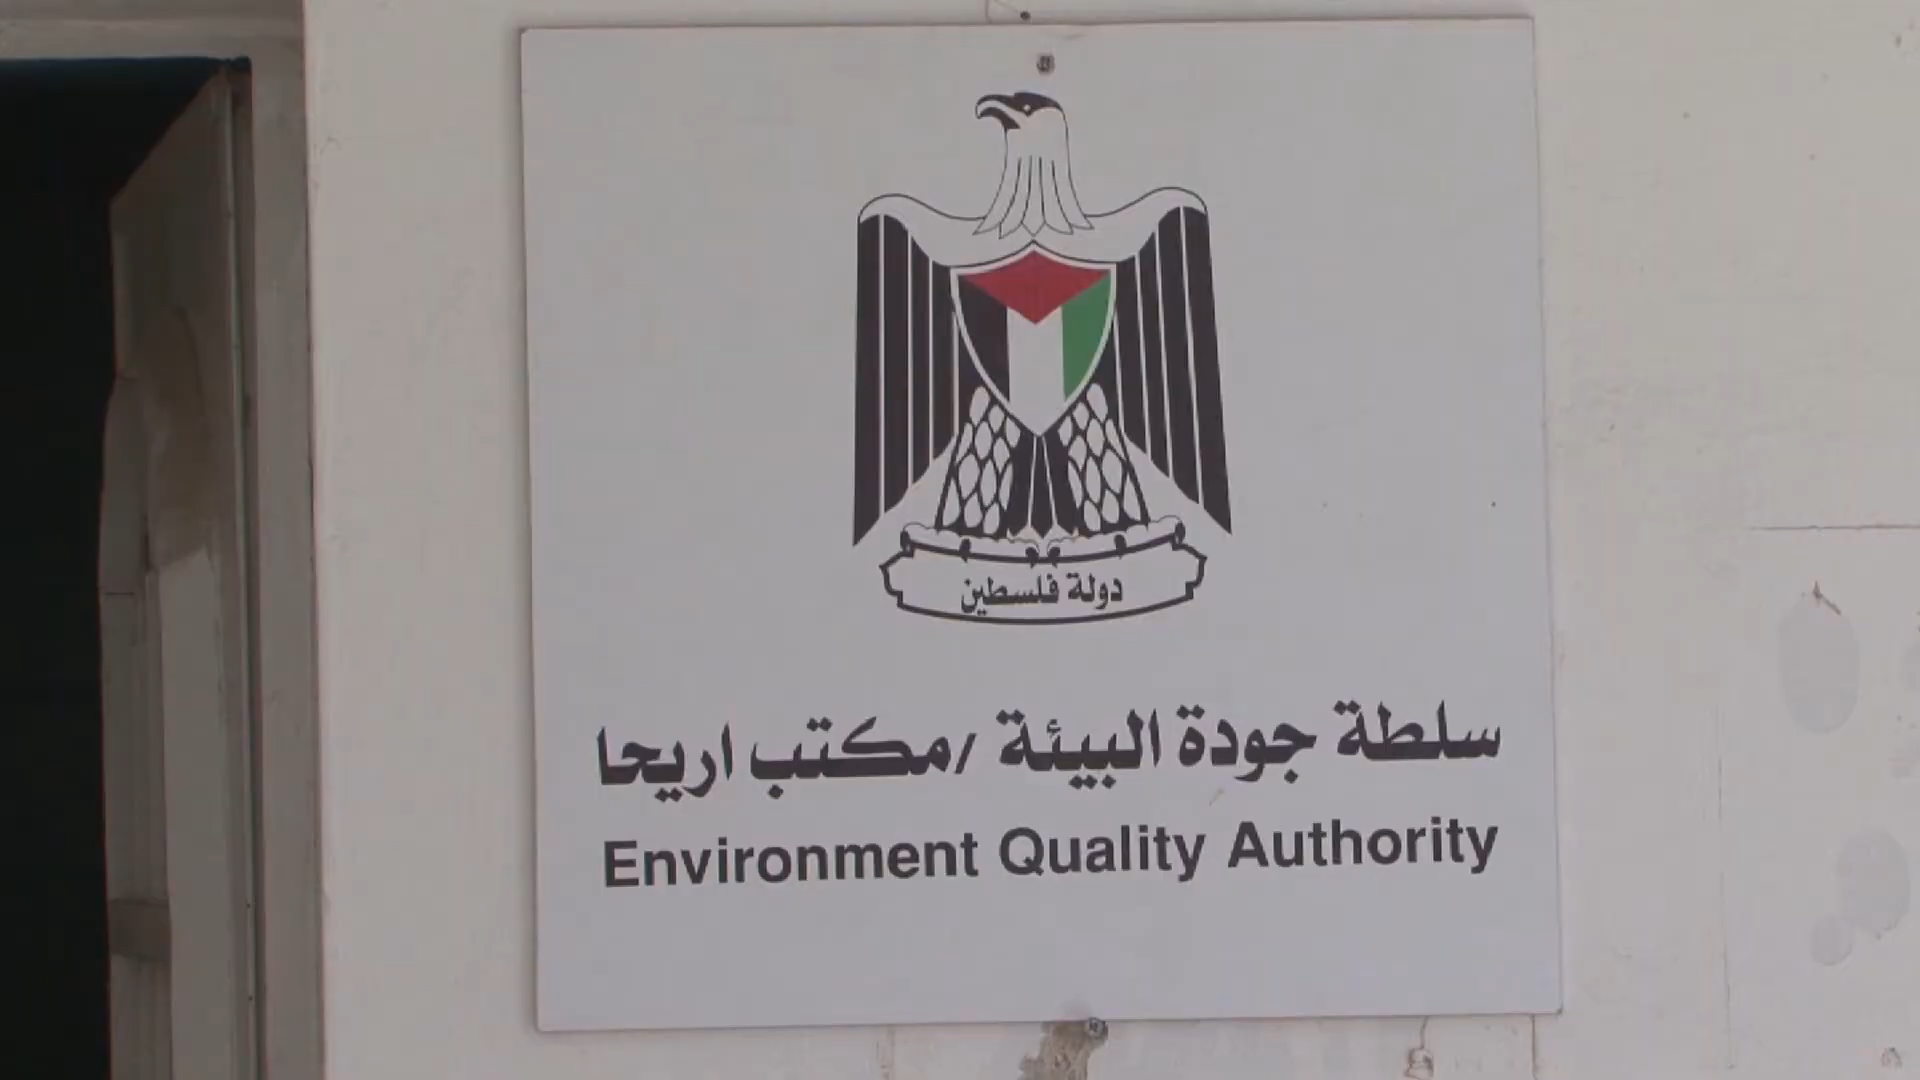 دولة فلسطين
سلطة جودة البيئة /مكتب اريحا
Environment Quality Authority